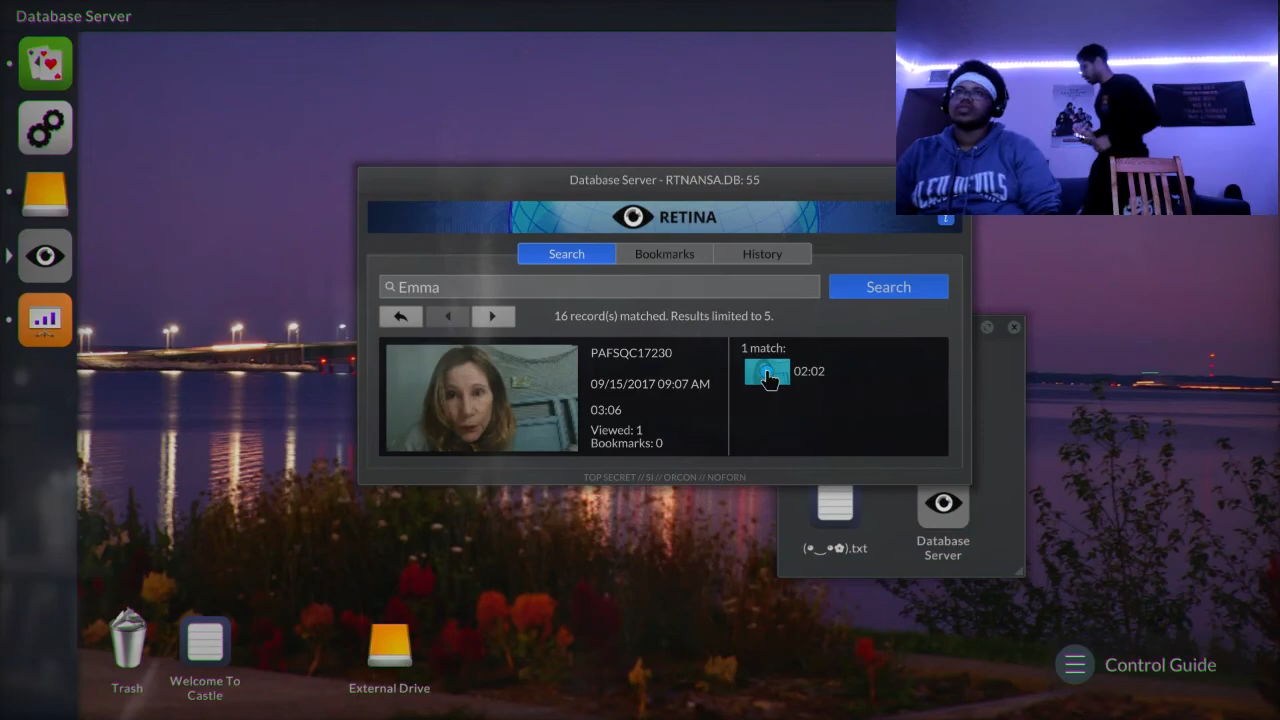 Database Server
Database Server - RTNANSA.DB: 55
RETINA
Search
Bookmarks
History
Emma
Search
16 record(s) matched. Results limited to 5.
PAFSQC17230
09/15/2017 09:07 AM
03:06
Viewed: 1
Bookmarks: 0
1 match:
02:02
TOP SECRET // SI // ORCON // NOFORN
(•‿•✿).txt
Database
Server
Trash
Welcome To
Castle
External Drive
Control Guide